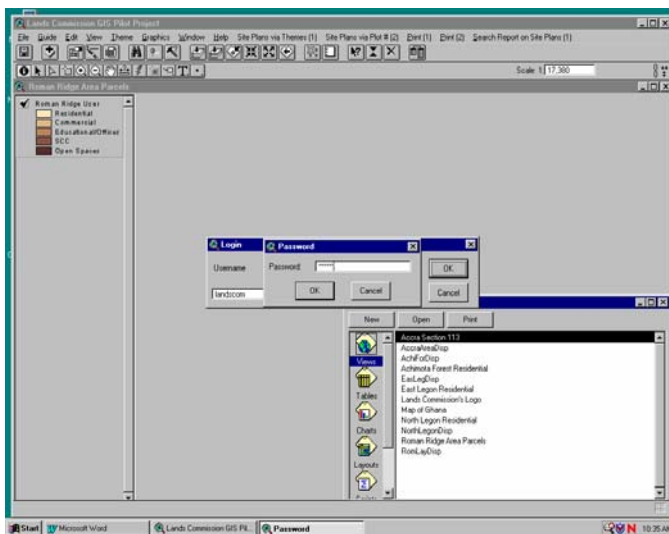 Lands Commission GIS Pilot Project
File Guide Edit View Theme Graphics Window Help Site Plans via Themes (1) Site Plans via Plot # (2) Print (1) Print (2) Search Report on Site Plans (1)
Scale 1: 17,380
Roman Ridge Area Parcels
Roman Ridge User
Residential
Commercial
Educational/Offices
SCC
Open Spaces
Login
Username
landscom
OK
Cancel
Password
Password:
*****
OK
Cancel
New Open Print
Views
Tables
Charts
Layouts
Accra Section 113
AccraAreaDisp
AchiForDisp
Achimota Forest Residential
EasLegDisp
East Legon Residential
Lands Commission's Logo
Map of Ghana
North Legon Residential
NorthLegonDisp
Roman Ridge Area Parcels
RomLayDisp
Start Microsoft Word Lands Commission GIS Pil... Password 10:35 AM